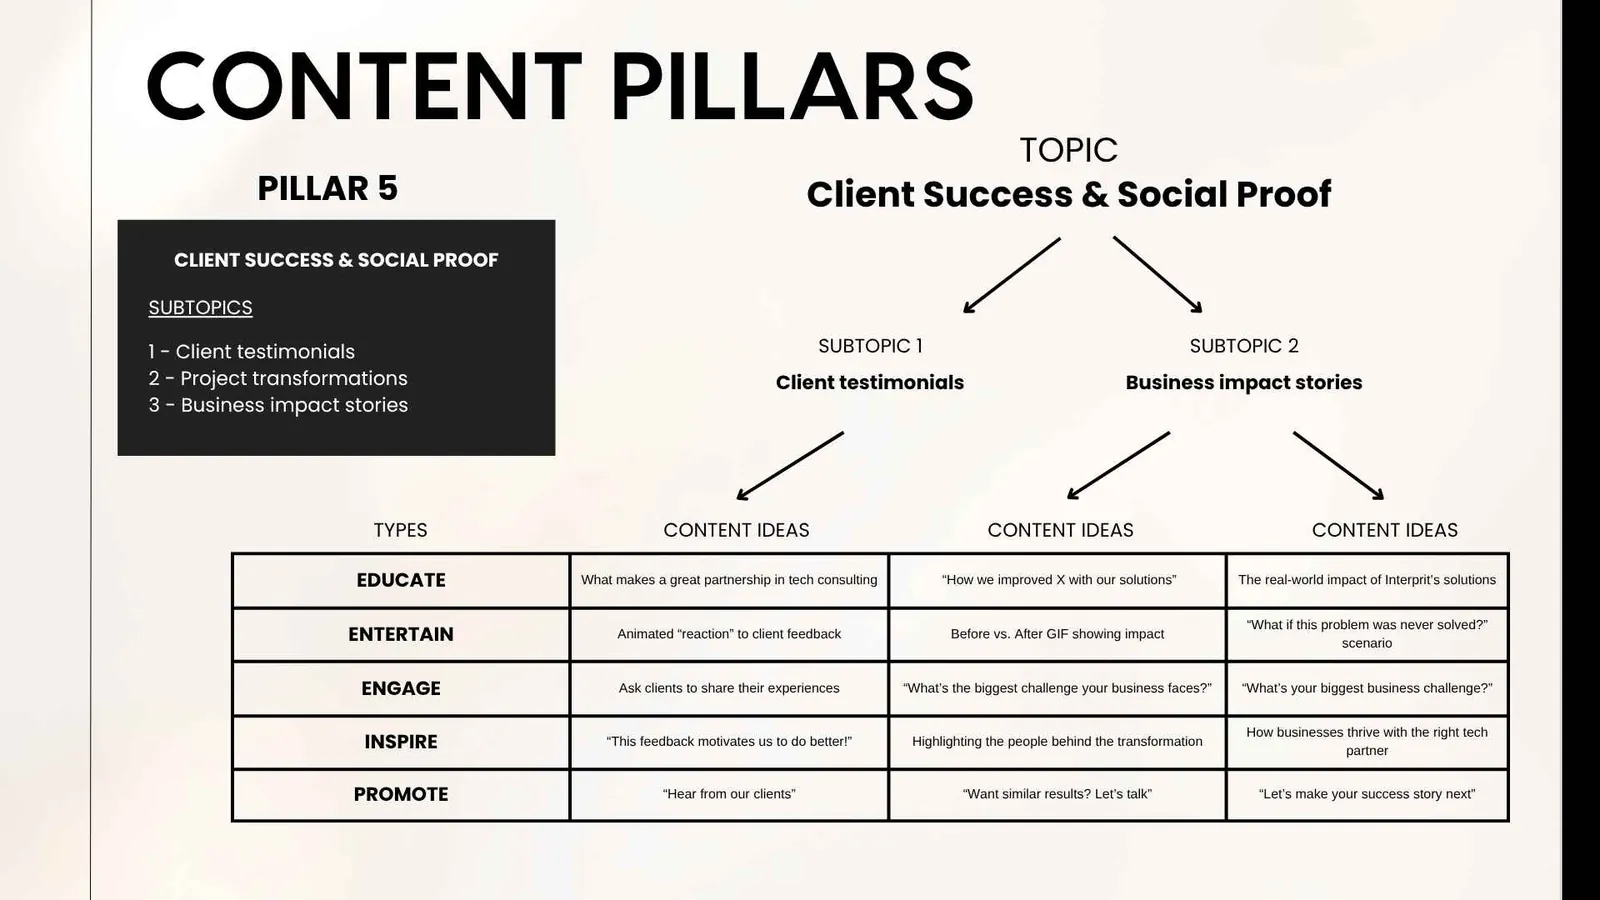 CONTENT PILLARS
PILLAR 5
CLIENT SUCCESS & SOCIAL PROOF
SUBTOPICS
1 - Client testimonials
2 - Project transformations
3 - Business impact stories
TOPIC
Client Success & Social Proof
SUBTOPIC 1
Client testimonials
SUBTOPIC 2
Business impact stories
TYPES
CONTENT IDEAS
CONTENT IDEAS
CONTENT IDEAS
EDUCATE
What makes a great partnership in tech consulting
“How we improved X with our solutions”
The real-world impact of Interprit’s solutions
ENTERTAIN
Animated “reaction” to client feedback
Before vs. After GIF showing impact
“What if this problem was never solved?”
scenario
ENGAGE
Ask clients to share their experiences
“What’s the biggest challenge your business faces?”
“What’s your biggest business challenge?”
INSPIRE
“This feedback motivates us to do better!”
Highlighting the people behind the transformation
How businesses thrive with the right tech
partner
PROMOTE
“Hear from our clients”
“Want similar results? Let’s talk”
“Let’s make your success story next”